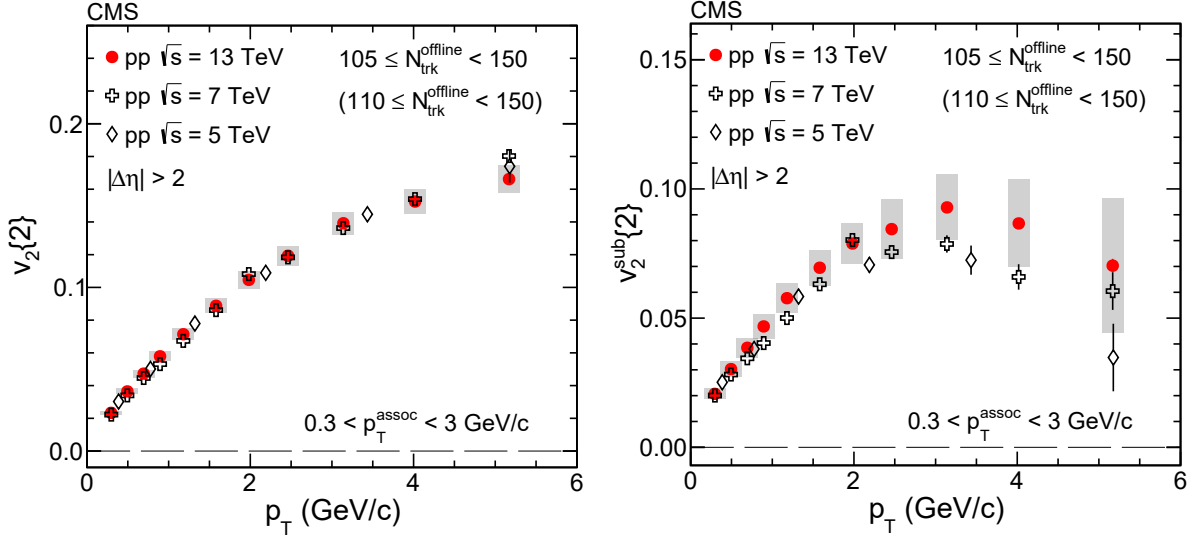 CMS
pp √s = 13 TeV
pp √s = 7 TeV
pp √s = 5 TeV
|Δη| > 2
105 ≤ N_trk^offline < 150
(110 ≤ N_trk^offline < 150)
0.3 < p_T^assoc < 3 GeV/c
v_2{2}
0.2
0.1
0.0
0 2 4 6
p_T (GeV/c)
CMS
pp √s = 13 TeV
pp √s = 7 TeV
pp √s = 5 TeV
|Δη| > 2
105 ≤ N_trk^offline < 150
(110 ≤ N_trk^offline < 150)
0.3 < p_T^assoc < 3 GeV/c
v_2^sub{2}
0.15
0.10
0.05
0.00
0 2 4 6
p_T (GeV/c)